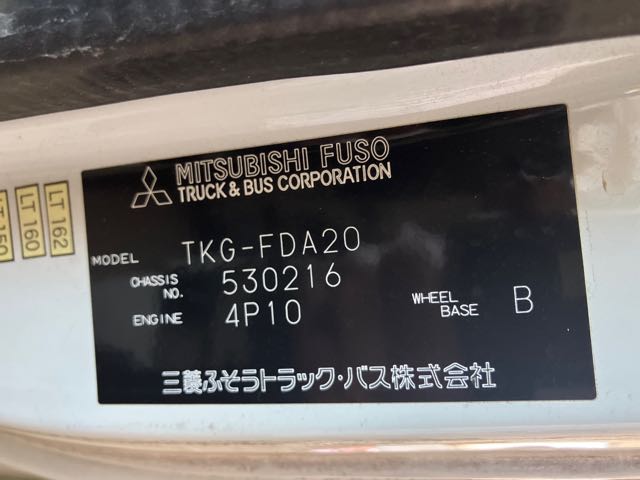 MITSUBISHI FUSO
TRUCK & BUS CORPORATION
MODEL TKG-FDA20
CHASSIS NO. 530216
ENGINE 4P10
WHEEL BASE B
三菱ふそうトラック・バス株式会社
LT 160
LT 162